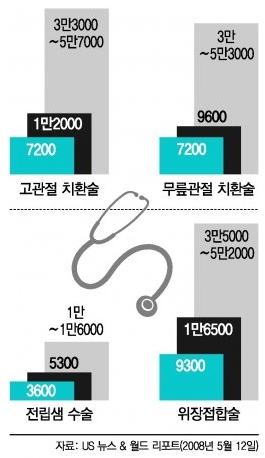 3만3000
~5만7000
1만2000
7200
고관절 치환술
3만
~5만3000
9600
7200
무릎관절 치환술
1만
~1만6000
5300
3600
전립샘 수술
3만5000
~5만2000
1만6500
9300
위장접합술
자료: US 뉴스 & 월드 리포트(2008년 5월 12일)